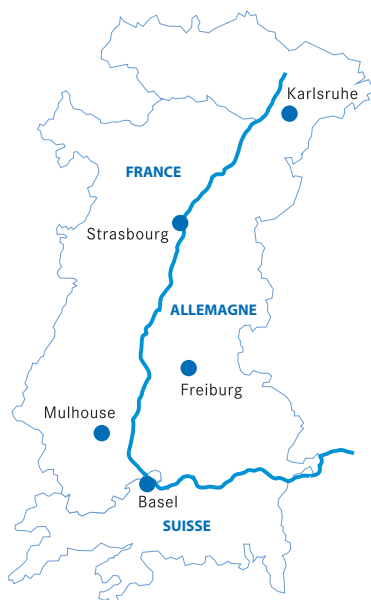 Karlsruhe
FRANCE
Strasbourg
ALLEMAGNE
Freiburg
Mulhouse
Basel
SUISSE